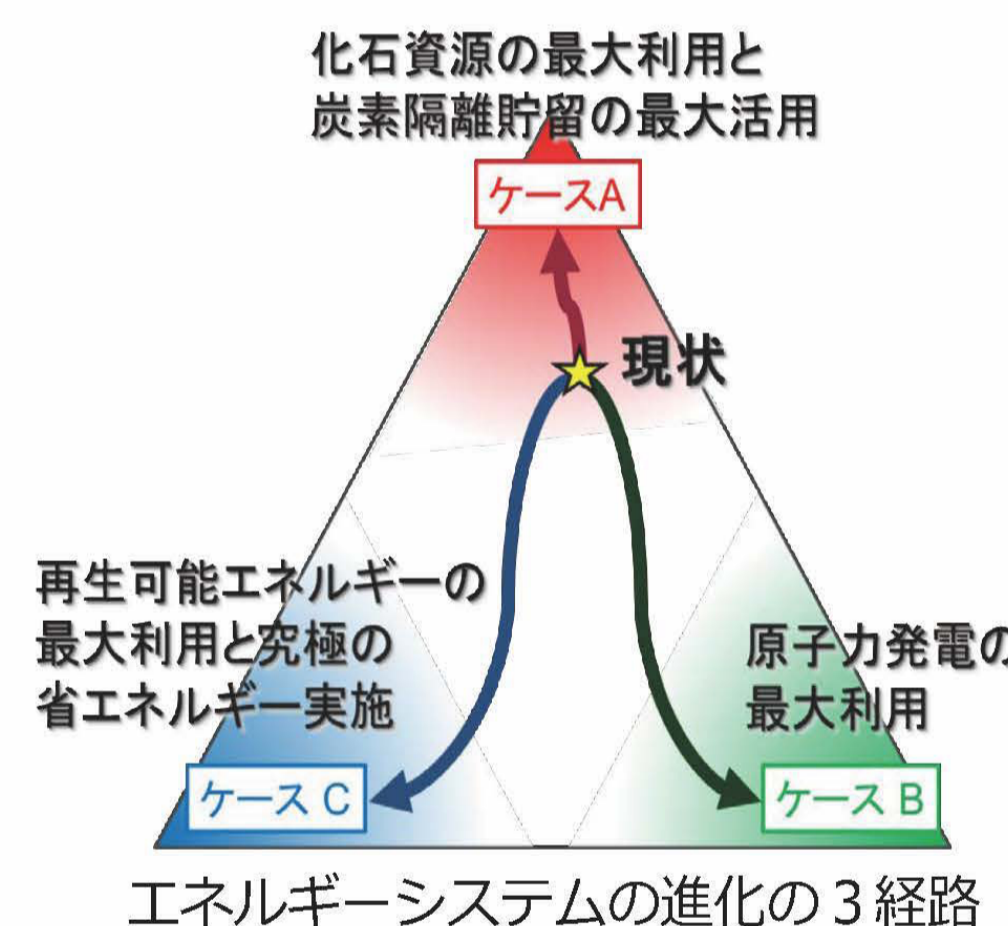 化石資源の最大利用と
炭素隔離貯留の最大活用
ケースA
現状
再生可能エネルギーの
最大利用と究極の
省エネルギー実施
原子力発電の
最大利用
ケース C
ケース B
エネルギーシステムの進化の3経路